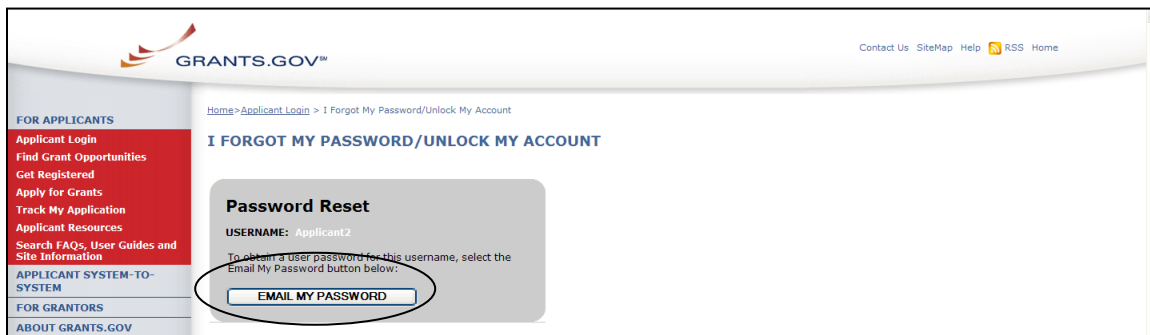 GRANTS.GOV℠
Contact Us SiteMap Help RSS Home
FOR APPLICANTS
Applicant Login
Find Grant Opportunities
Get Registered
Apply for Grants
Track My Application
Applicant Resources
Search FAQs, User Guides and
Site Information
APPLICANT SYSTEM-TO-
SYSTEM
FOR GRANTORS
ABOUT GRANTS.GOV
Home>Applicant Login > I Forgot My Password/Unlock My Account
I FORGOT MY PASSWORD/UNLOCK MY ACCOUNT
Password Reset
USERNAME: Applicant2
To obtain a user password for this username, select the
Email My Password button below:
EMAIL MY PASSWORD